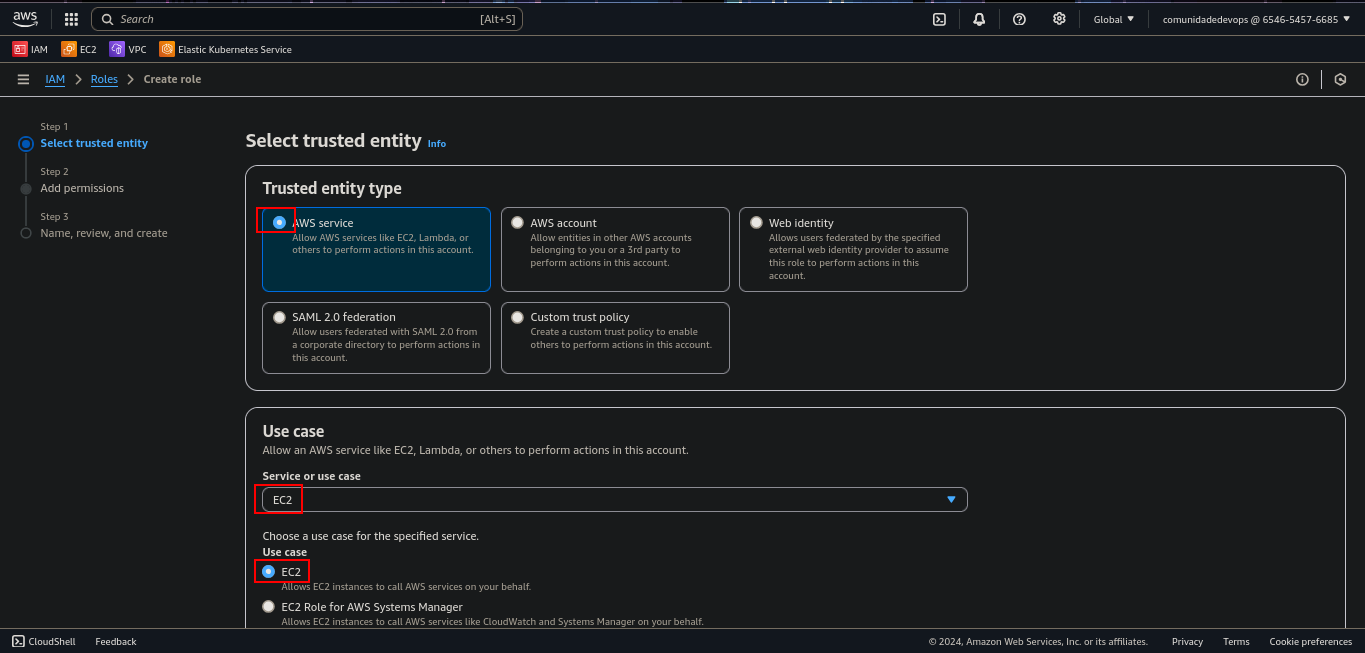 aws
Search
[Alt+S]
Global
comunidadedevops @ 6546-5457-6685
IAM
EC2
VPC
Elastic Kubernetes Service
IAM
Roles
Create role
Step 1
Select trusted entity
Step 2
Add permissions
Step 3
Name, review, and create
Select trusted entity Info
Trusted entity type
AWS service
Allow AWS services like EC2, Lambda, or
others to perform actions in this account.
AWS account
Allow entities in other AWS accounts
belonging to you or a 3rd party to
perform actions in this account.
Web identity
Allows users federated by the specified
external web identity provider to assume
this role to perform actions in this
account.
SAML 2.0 federation
Allow users federated with SAML 2.0 from
a corporate directory to perform actions in
this account.
Custom trust policy
Create a custom trust policy to enable
others to perform actions in this account.
Use case
Allow an AWS service like EC2, Lambda, or others to perform actions in this account.
Service or use case
EC2
Choose a use case for the specified service.
Use case
EC2
Allows EC2 instances to call AWS services on your behalf.
EC2 Role for AWS Systems Manager
Allows EC2 instances to call AWS services like CloudWatch and Systems Manager on your behalf.
CloudShell
Feedback
© 2024, Amazon Web Services, Inc. or its affiliates.
Privacy
Terms
Cookie preferences